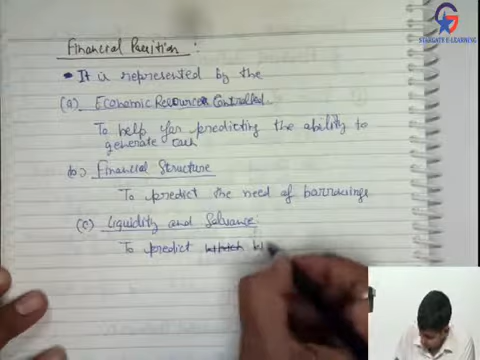 STARGATE E-LEARNING
Financial Position :
• It is represented by the
(a) Economic Resources Controlled.
To help for predicting the ability to
generate cash
(b) Financial Structure
To predict the need of borrowings
(c) Liquidity and Solvance:
To predict